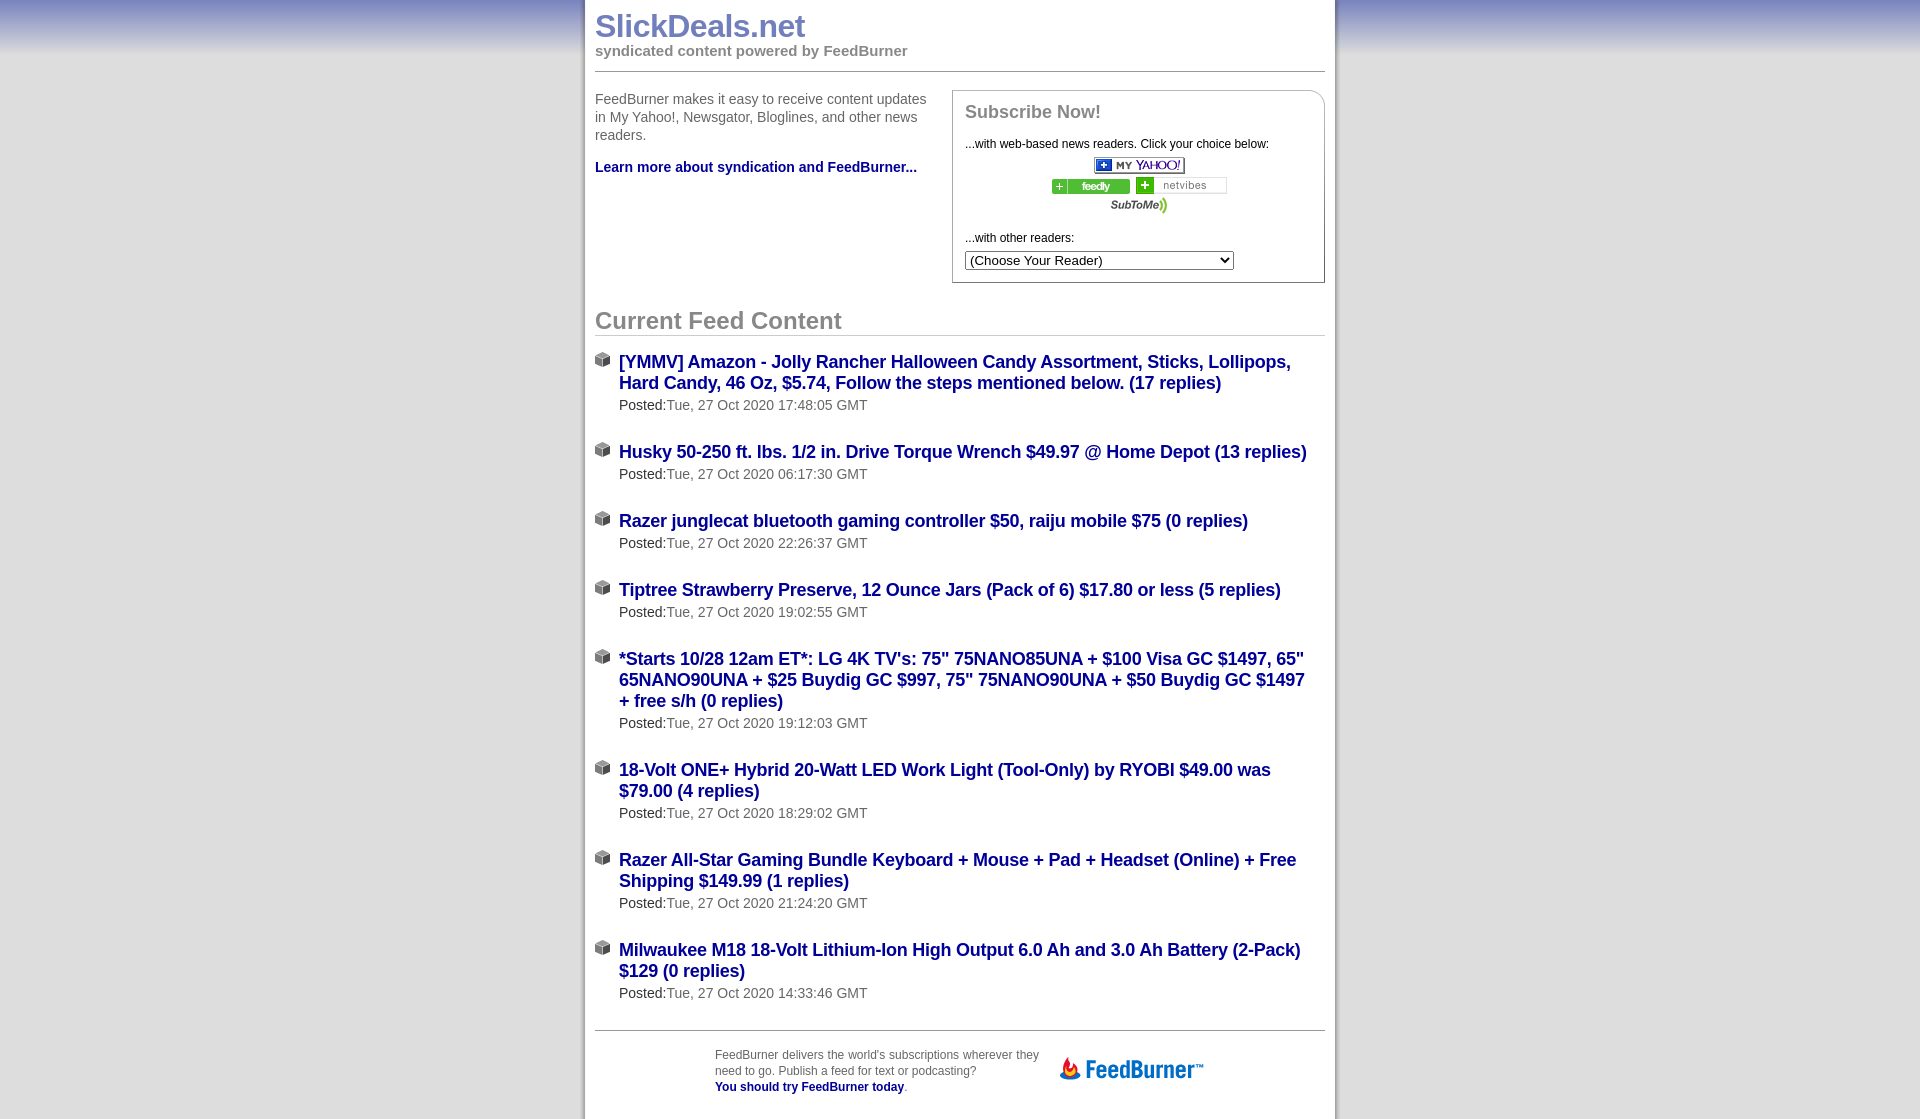 SlickDeals.net
syndicated content powered by FeedBurner
FeedBurner makes it easy to receive content updates
in My Yahoo!, Newsgator, Bloglines, and other news
readers.
Learn more about syndication and FeedBurner...
Subscribe Now!
...with web-based news readers. Click your choice below:
MY YAHOO!
feedly
netvibes
SubToMe
...with other readers:
(Choose Your Reader)
Current Feed Content
[YMMV] Amazon - Jolly Rancher Halloween Candy Assortment, Sticks, Lollipops,
Hard Candy, 46 Oz, $5.74, Follow the steps mentioned below. (17 replies)
Posted:Tue, 27 Oct 2020 17:48:05 GMT
Husky 50-250 ft. lbs. 1/2 in. Drive Torque Wrench $49.97 @ Home Depot (13 replies)
Posted:Tue, 27 Oct 2020 06:17:30 GMT
Razer junglecat bluetooth gaming controller $50, raiju mobile $75 (0 replies)
Posted:Tue, 27 Oct 2020 22:26:37 GMT
Tiptree Strawberry Preserve, 12 Ounce Jars (Pack of 6) $17.80 or less (5 replies)
Posted:Tue, 27 Oct 2020 19:02:55 GMT
*Starts 10/28 12am ET*: LG 4K TV's: 75" 75NANO85UNA + $100 Visa GC $1497, 65"
65NANO90UNA + $25 Buydig GC $997, 75" 75NANO90UNA + $50 Buydig GC $1497
+ free s/h (0 replies)
Posted:Tue, 27 Oct 2020 19:12:03 GMT
18-Volt ONE+ Hybrid 20-Watt LED Work Light (Tool-Only) by RYOBI $49.00 was
$79.00 (4 replies)
Posted:Tue, 27 Oct 2020 18:29:02 GMT
Razer All-Star Gaming Bundle Keyboard + Mouse + Pad + Headset (Online) + Free
Shipping $149.99 (1 replies)
Posted:Tue, 27 Oct 2020 21:24:20 GMT
Milwaukee M18 18-Volt Lithium-Ion High Output 6.0 Ah and 3.0 Ah Battery (2-Pack)
$129 (0 replies)
Posted:Tue, 27 Oct 2020 14:33:46 GMT
FeedBurner delivers the world's subscriptions wherever they
need to go. Publish a feed for text or podcasting?
You should try FeedBurner today.
FeedBurner™